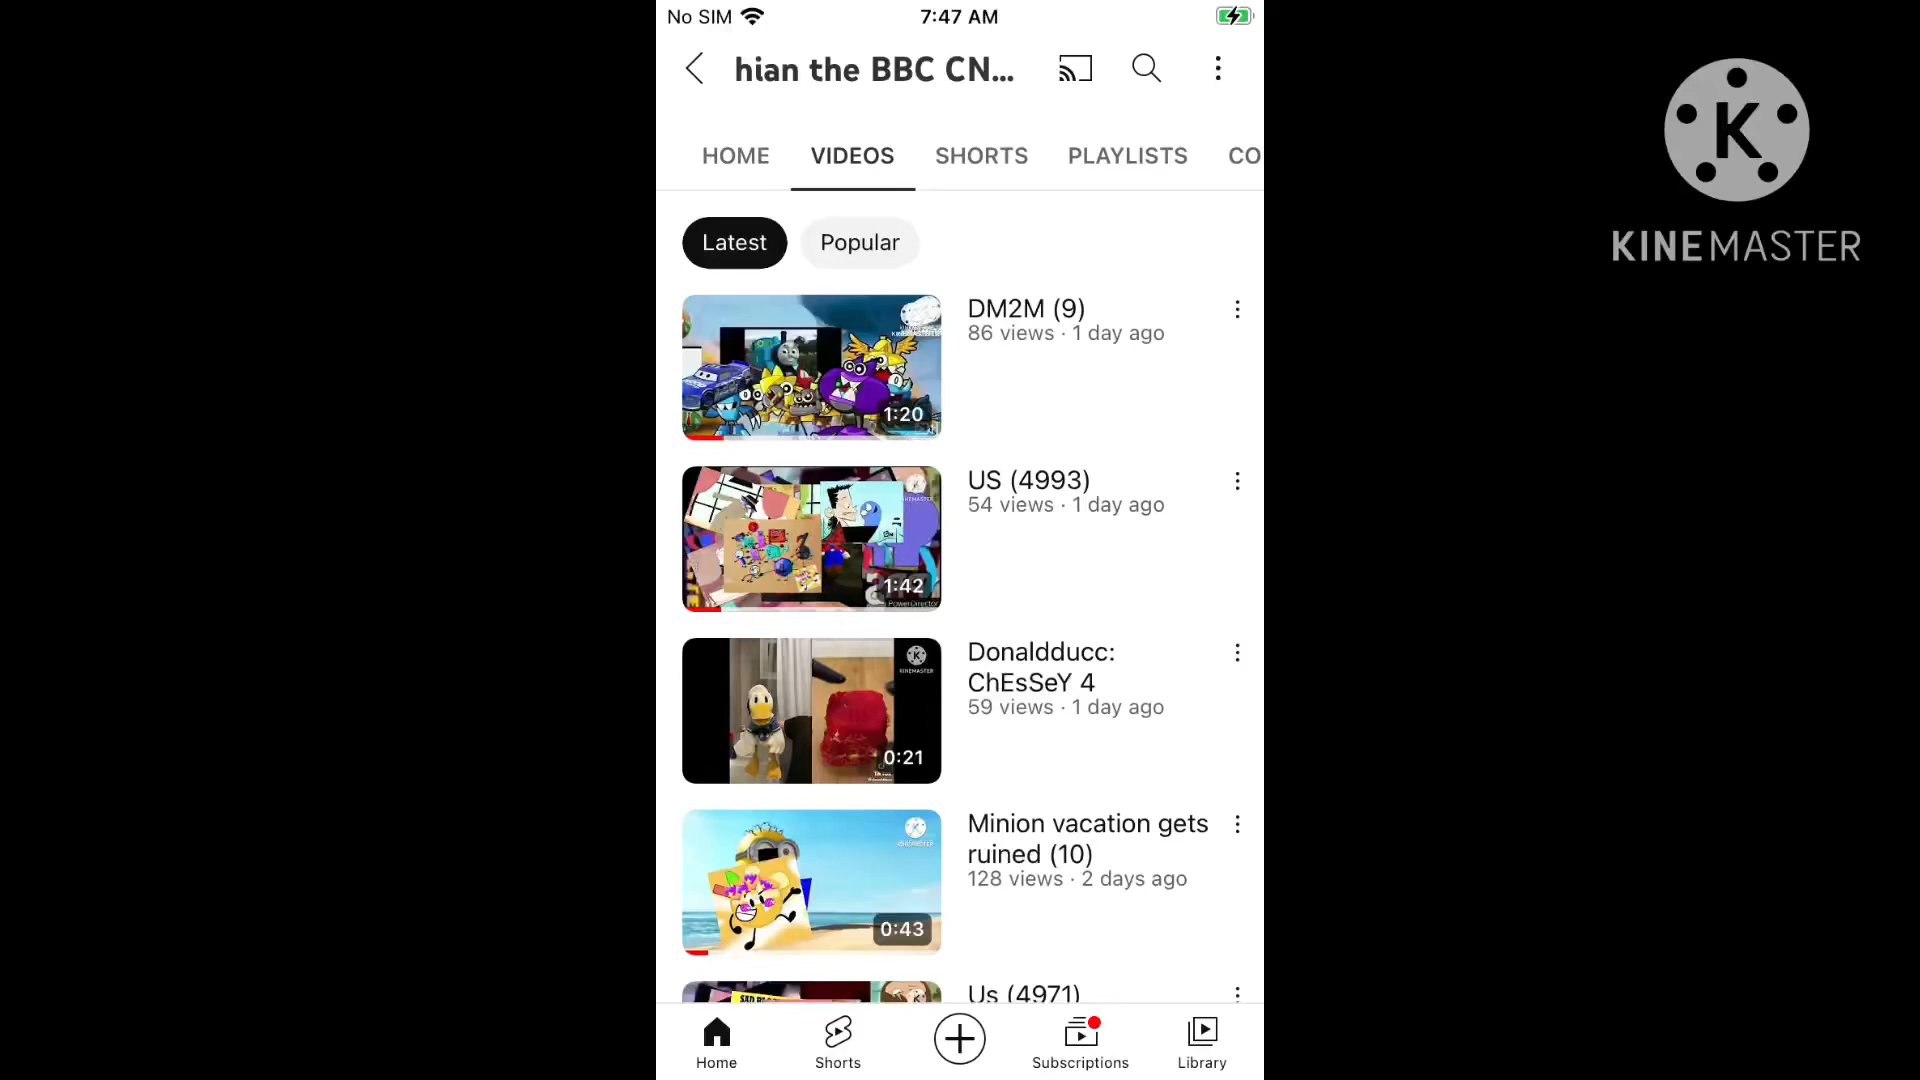 No SIM
7:47 AM
hian the BBC CN...
HOME
VIDEOS
SHORTS
PLAYLISTS
CO
Latest
Popular
KINEMASTER
DM2M (9)
86 views · 1 day ago
1:20
US (4993)
54 views · 1 day ago
KINEMASTER
1:42
PowerDirector
Donaldducc:
ChEsSeY 4
59 views · 1 day ago
KINEMASTER
0:21
Minion vacation gets
ruined (10)
128 views · 2 days ago
0:43
Us (4971)
Home
Shorts
Subscriptions
Library